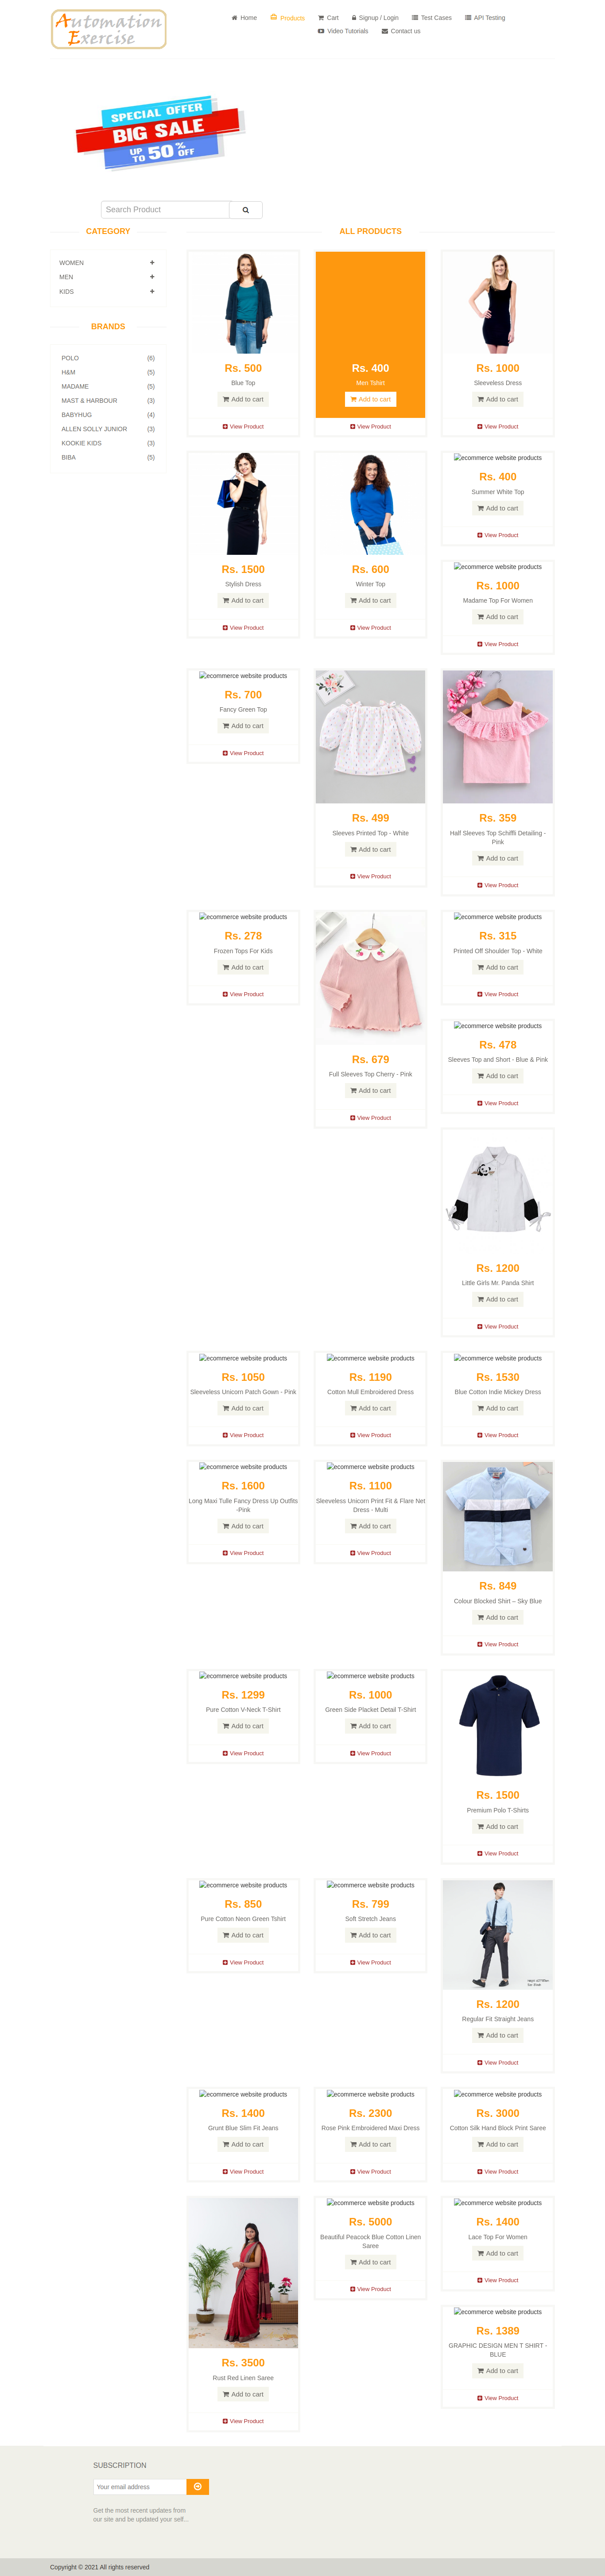 Automation
Exercise
Home
Products
Cart
Signup / Login
Test Cases
API Testing
Video Tutorials
Contact us
SPECIAL OFFER
BIG SALE
UP TO 50% OFF
Search Product
CATEGORY
WOMEN
MEN
KIDS
BRANDS
POLO (6)
H&M (5)
MADAME (5)
MAST & HARBOUR (3)
BABYHUG (4)
ALLEN SOLLY JUNIOR (3)
KOOKIE KIDS (3)
BIBA (5)
ALL PRODUCTS
Rs. 500
Blue Top
Add to cart
View Product
Rs. 400
Men Tshirt
Add to cart
View Product
Rs. 1000
Sleeveless Dress
Add to cart
View Product
Rs. 1500
Stylish Dress
Add to cart
View Product
Rs. 600
Winter Top
Add to cart
View Product
ecommerce website products
Rs. 400
Summer White Top
Add to cart
View Product
ecommerce website products
Rs. 1000
Madame Top For Women
Add to cart
View Product
ecommerce website products
Rs. 700
Fancy Green Top
Add to cart
View Product
Rs. 499
Sleeves Printed Top - White
Add to cart
View Product
Rs. 359
Half Sleeves Top Schiffli Detailing -
Pink
Add to cart
View Product
ecommerce website products
Rs. 278
Frozen Tops For Kids
Add to cart
View Product
Rs. 679
Full Sleeves Top Cherry - Pink
Add to cart
View Product
ecommerce website products
Rs. 315
Printed Off Shoulder Top - White
Add to cart
View Product
ecommerce website products
Rs. 478
Sleeves Top and Short - Blue & Pink
Add to cart
View Product
Rs. 1200
Little Girls Mr. Panda Shirt
Add to cart
View Product
ecommerce website products
Rs. 1050
Sleeveless Unicorn Patch Gown - Pink
Add to cart
View Product
ecommerce website products
Rs. 1190
Cotton Mull Embroidered Dress
Add to cart
View Product
ecommerce website products
Rs. 1530
Blue Cotton Indie Mickey Dress
Add to cart
View Product
ecommerce website products
Rs. 1600
Long Maxi Tulle Fancy Dress Up Outfits
-Pink
Add to cart
View Product
ecommerce website products
Rs. 1100
Sleeveless Unicorn Print Fit & Flare Net
Dress - Multi
Add to cart
View Product
Rs. 849
Colour Blocked Shirt – Sky Blue
Add to cart
View Product
ecommerce website products
Rs. 1299
Pure Cotton V-Neck T-Shirt
Add to cart
View Product
ecommerce website products
Rs. 1000
Green Side Placket Detail T-Shirt
Add to cart
View Product
Rs. 1500
Premium Polo T-Shirts
Add to cart
View Product
ecommerce website products
Rs. 850
Pure Cotton Neon Green Tshirt
Add to cart
View Product
ecommerce website products
Rs. 799
Soft Stretch Jeans
Add to cart
View Product
Rs. 1200
Regular Fit Straight Jeans
Add to cart
View Product
ecommerce website products
Rs. 1400
Grunt Blue Slim Fit Jeans
Add to cart
View Product
ecommerce website products
Rs. 2300
Rose Pink Embroidered Maxi Dress
Add to cart
View Product
ecommerce website products
Rs. 3000
Cotton Silk Hand Block Print Saree
Add to cart
View Product
Rs. 3500
Rust Red Linen Saree
Add to cart
View Product
ecommerce website products
Rs. 5000
Beautiful Peacock Blue Cotton Linen
Saree
Add to cart
View Product
ecommerce website products
Rs. 1400
Lace Top For Women
Add to cart
View Product
ecommerce website products
Rs. 1389
GRAPHIC DESIGN MEN T SHIRT -
BLUE
Add to cart
View Product
SUBSCRIPTION
Your email address
Get the most recent updates from
our site and be updated your self...
Copyright © 2021 All rights reserved